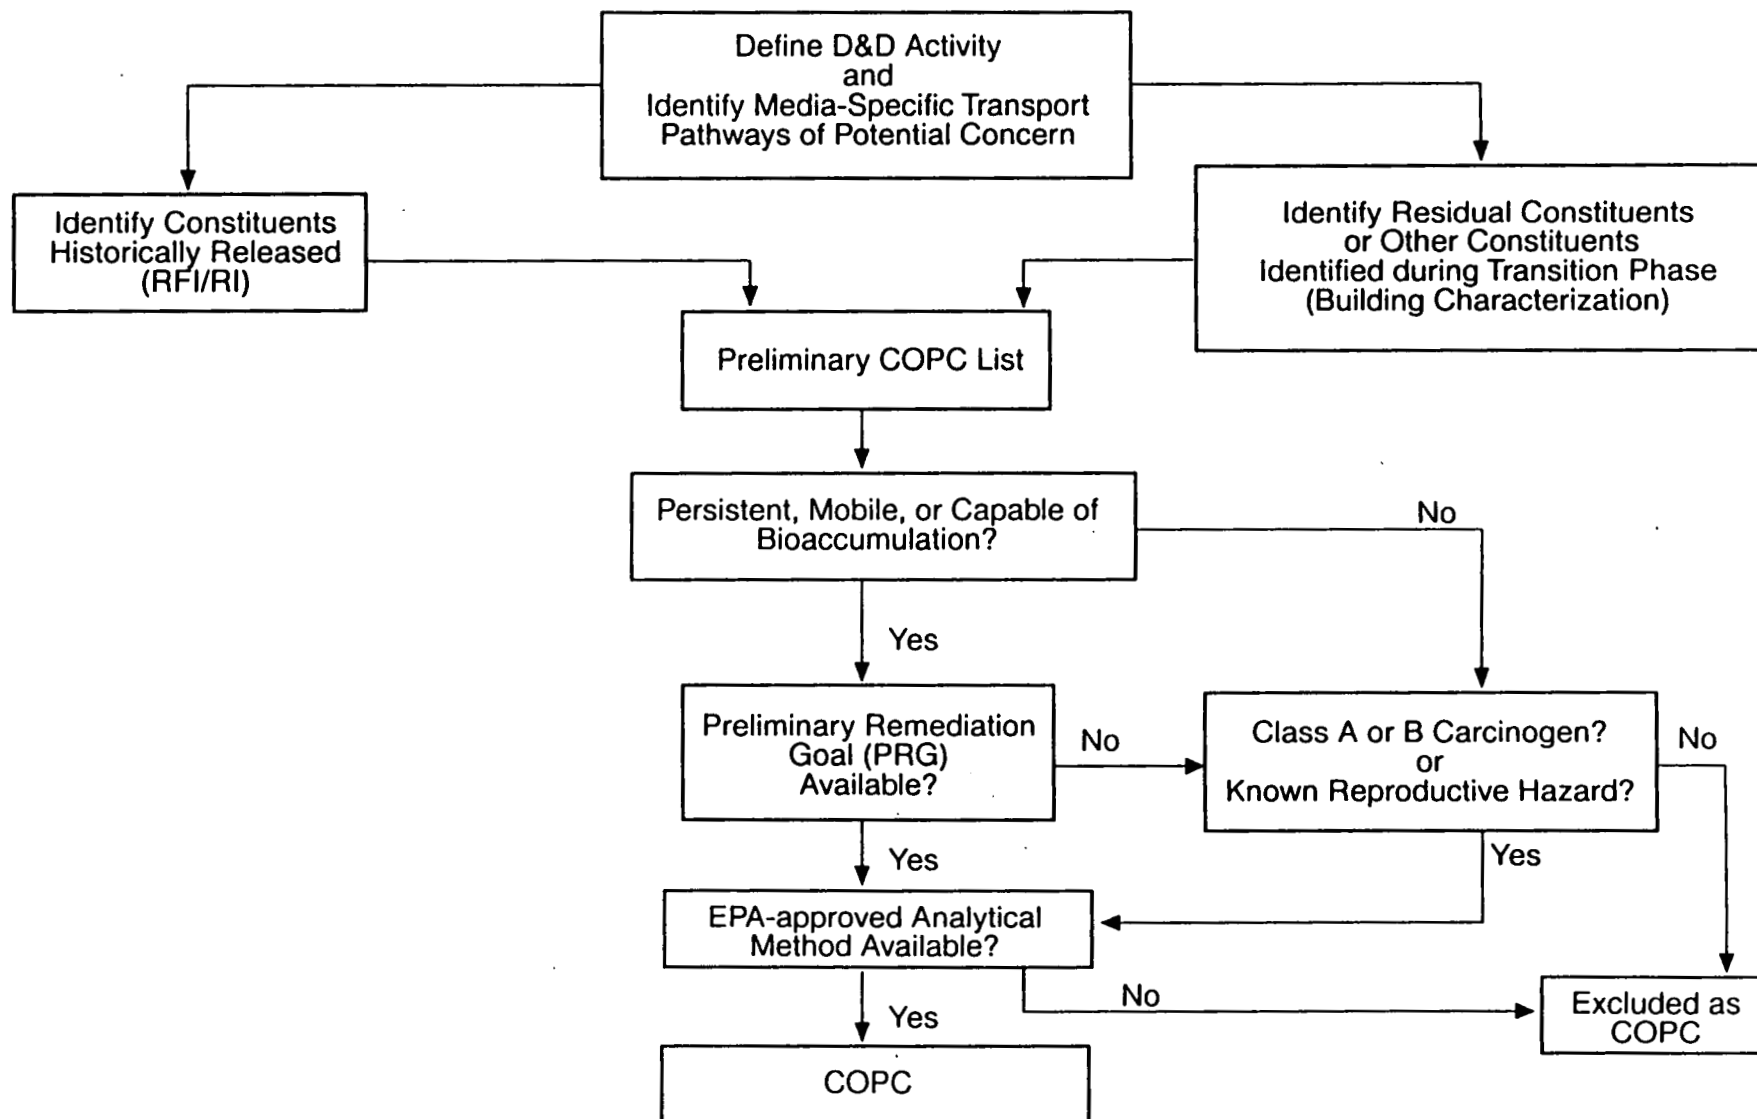 Define D&D Activity
and
Identify Media-Specific Transport
Pathways of Potential Concern
Identify Constituents
Historically Released
(RFI/RI)
Identify Residual Constituents
or Other Constituents
Identified during Transition Phase
(Building Characterization)
Preliminary COPC List
Persistent, Mobile, or Capable of
Bioaccumulation?
No
Yes
Preliminary Remediation
Goal (PRG)
Available?
No
Class A or B Carcinogen?
or
Known Reproductive Hazard?
No
Yes
Yes
EPA-approved Analytical
Method Available?
No
Yes
Excluded as
COPC
COPC